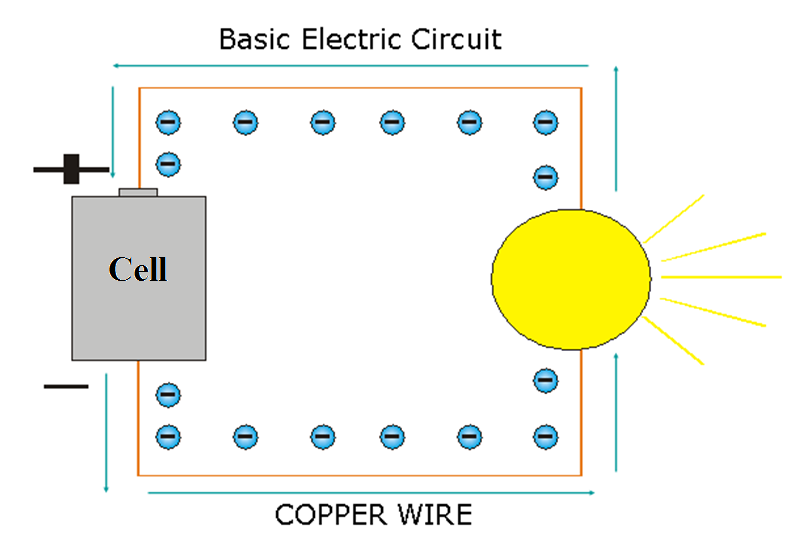 Basic Electric Circuit
+
Cell
−
COPPER WIRE